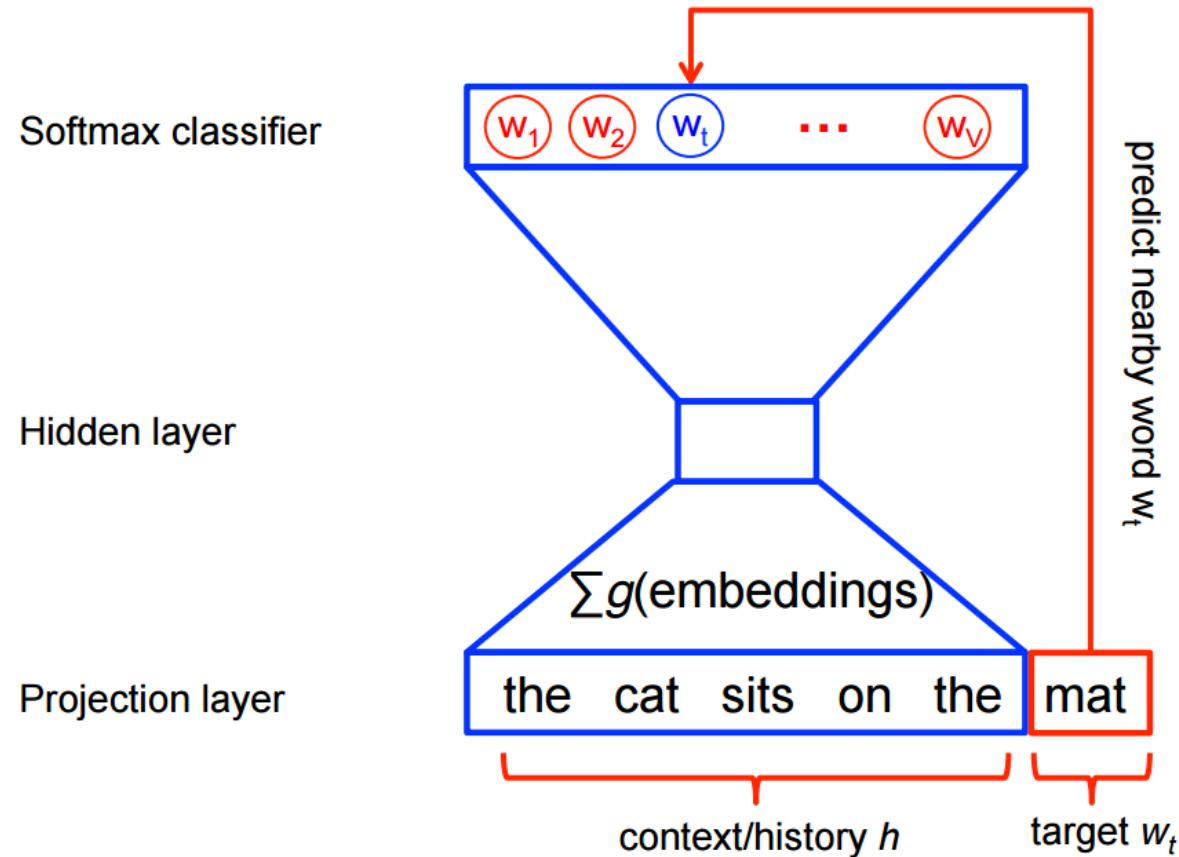 Softmax classifier
w₁ w₂ wₜ ... w_V
predict nearby word wₜ
Hidden layer
∑g(embeddings)
Projection layer
the cat sits on the mat
context/history h
target wₜ